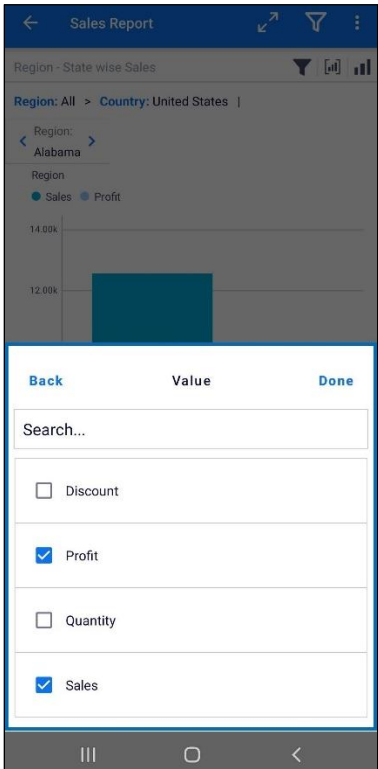 Sales Report
Region - State wise Sales
Region: All > Country: United States |
Region:
Alabama
Region
Sales Profit
14.00k
12.00k
Back Value Done
Search...
Discount
Profit
Quantity
Sales